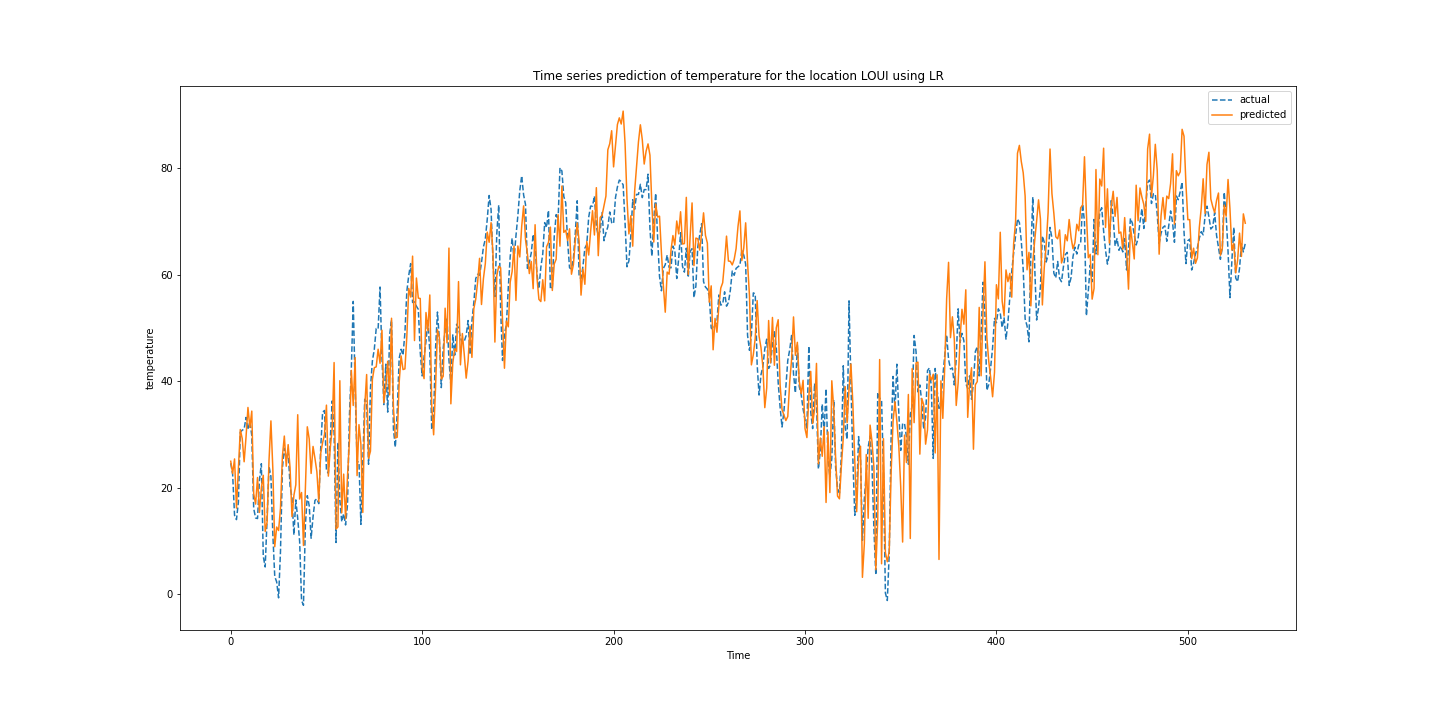 Time series prediction of temperature for the location LOUI using LR
actual
predicted
80
60
40
20
0
temperature
0 100 200 300 400 500
Time